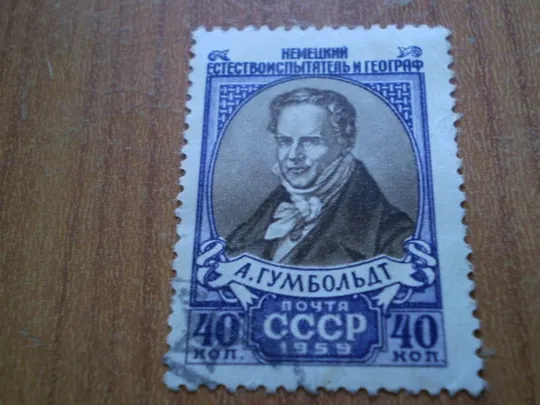 НЕМЕЦКИЙ
ЕСТЕСТВОИСПЫТАТЕЛЬ И ГЕОГРАФ
А. ГУМБОЛЬДТ
ПОЧТА
40 СССР 40
КОП. 1959 КОП.